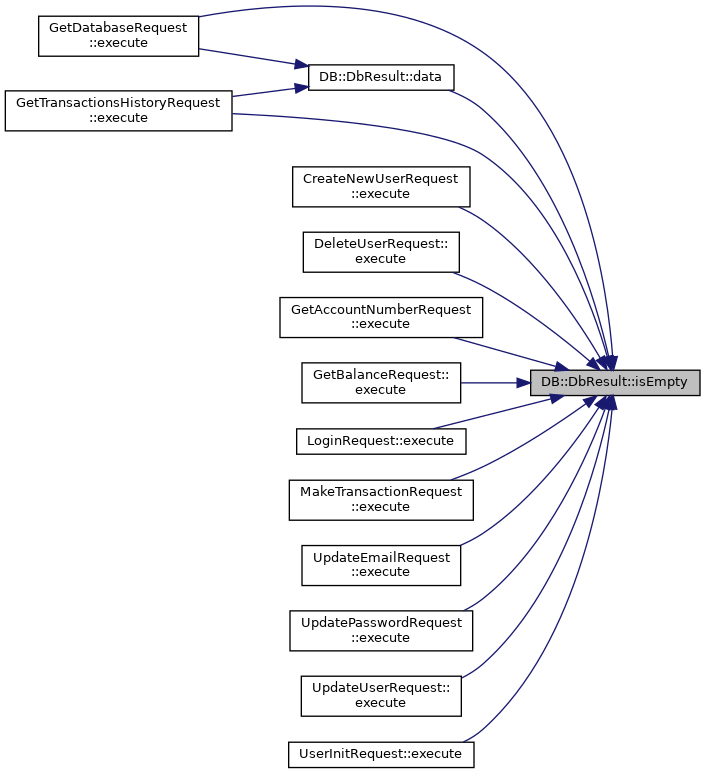 GetDatabaseRequest
::execute
DB::DbResult::data
GetTransactionsHistoryRequest
::execute
CreateNewUserRequest
::execute
DeleteUserRequest::
execute
GetAccountNumberRequest
::execute
GetBalanceRequest::
execute
DB::DbResult::isEmpty
LoginRequest::execute
MakeTransactionRequest
::execute
UpdateEmailRequest
::execute
UpdatePasswordRequest
::execute
UpdateUserRequest::
execute
UserInitRequest::execute